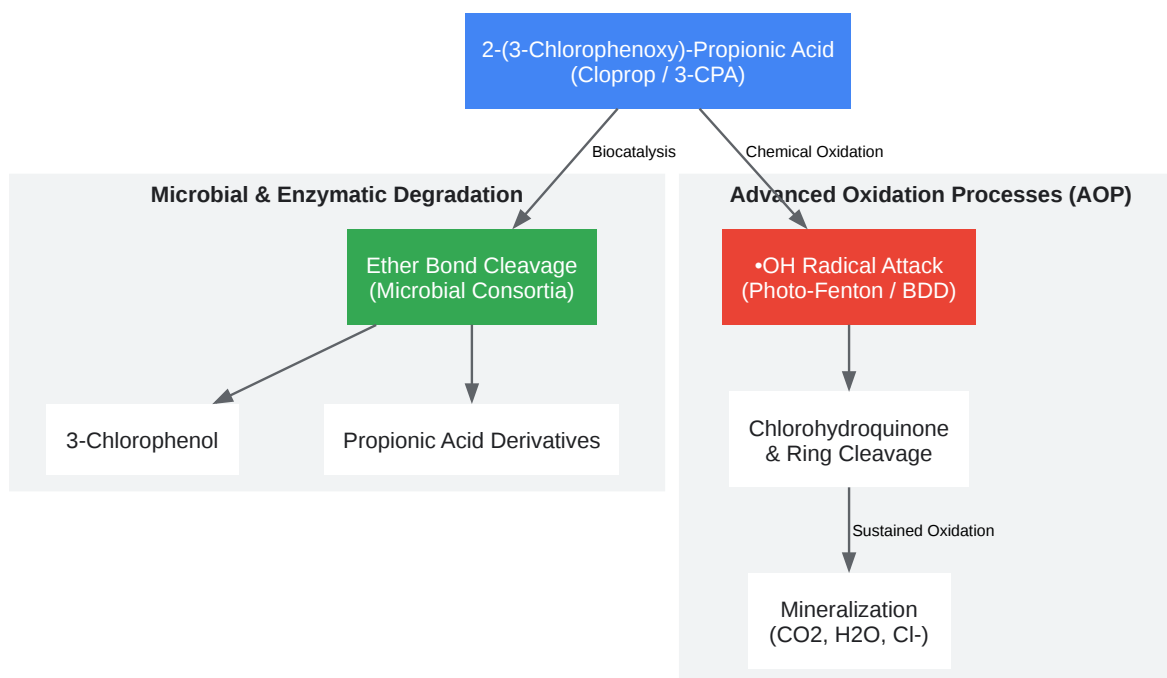 2-(3-Chlorophenoxy)-Propionic Acid
(Cloprop / 3-CPA)
Biocatalysis
Chemical Oxidation
Microbial & Enzymatic Degradation
Advanced Oxidation Processes (AOP)
Ether Bond Cleavage
(Microbial Consortia)
•OH Radical Attack
(Photo-Fenton / BDD)
3-Chlorophenol
Propionic Acid Derivatives
Chlorohydroquinone
& Ring Cleavage
Sustained Oxidation
Mineralization
(CO2, H2O, Cl-)